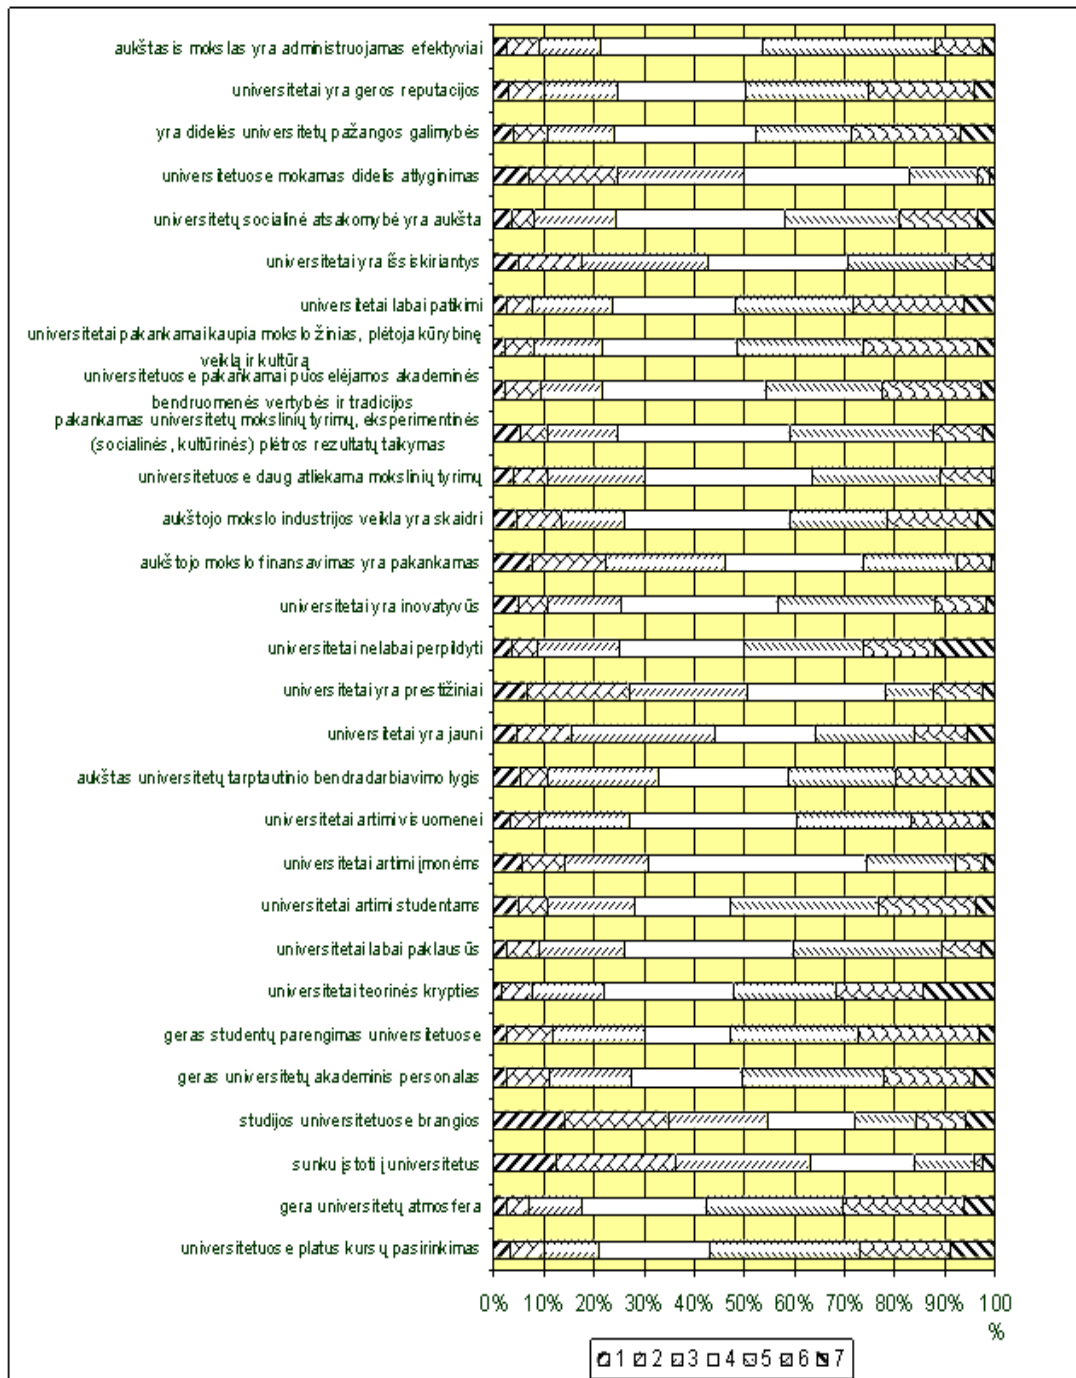 aukštasis mokslas yra administruojamas efektyviai
universitetai yra geros reputacijos
yra didelės universitetų pažangos galimybės
universitetuose mokamas didelis atlyginimas
universitetų socialinė atsakomybė yra aukšta
universitetai yra išsiskiriantys
universitetai labai patikimi
universitetai pakankamai kaupia mokslo žinias, plėtoja kūrybinę
veiklą ir kultūrą
universitetuose pakankamai puoselėjamos akademinės
bendruomenės vertybės ir tradicijos
pakankamas universitetų mokslinių tyrimų, eksperimentinės
(socialinės, kultūrinės) plėtros rezultatų taikymas
universitetuose daug atliekama mokslinių tyrimų
aukštojo mokslo industrijos veikla yra skaidri
aukštojo mokslo finansavimas yra pakankamas
universitetai yra inovatyvūs
universitetai nelabai perpildyti
universitetai yra prestižiniai
universitetai yra jauni
aukštas universitetų tarptautinio bendradarbiavimo lygis
universitetai artimi visuomenei
universitetai artimi įmonėms
universitetai artimi studentams
universitetai labai paklausūs
universitetai teorinės krypties
geras studentų parengimas universitetuose
geras universitetų akademinis personalas
studijos universitetuose brangios
sunku įstoti į universitetus
gera universitetų atmosfera
universitetuose platus kursų pasirinkimas
0% 10% 20% 30% 40% 50% 60% 70% 80% 90% 100
%
1 2 3 4 5 6 7